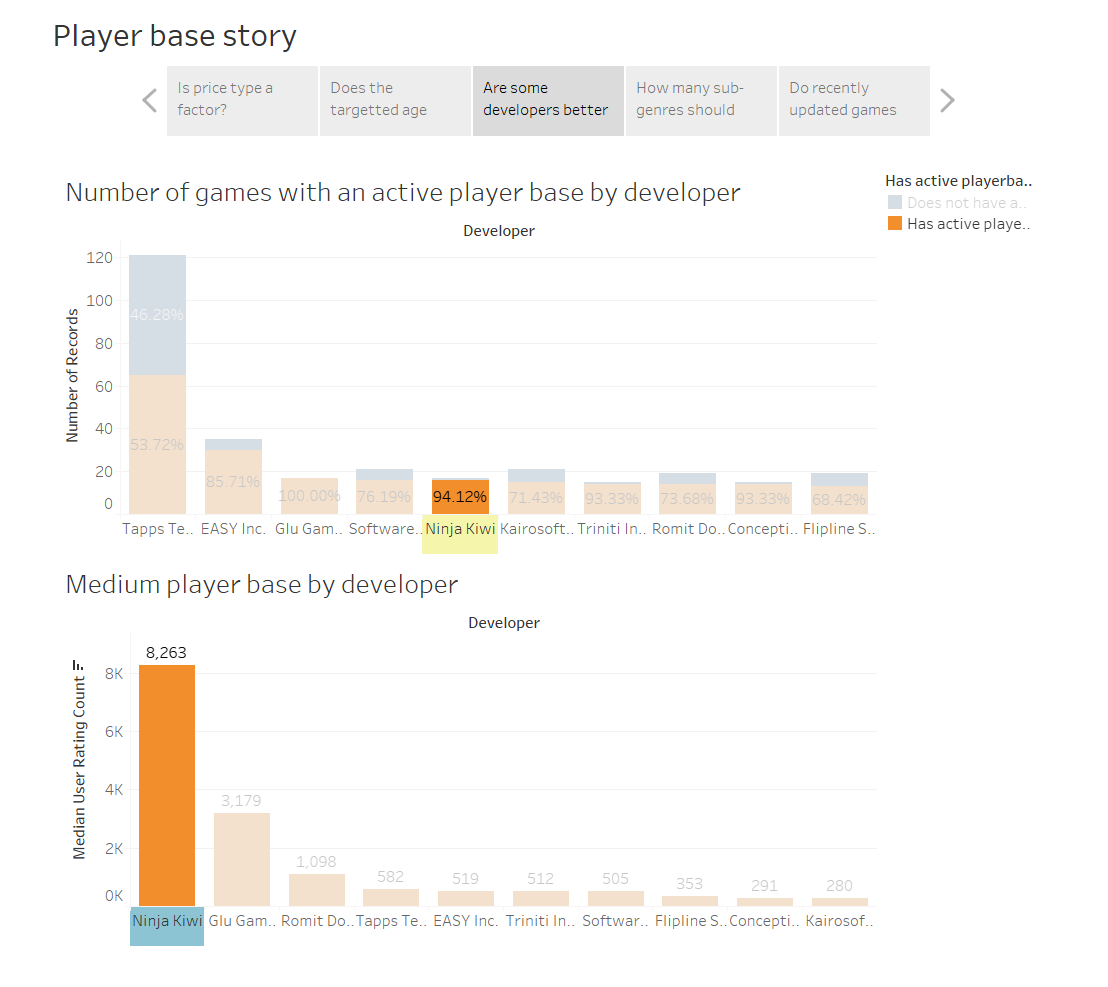 Player base story
Is price type a
factor?
Does the
targetted age
Are some
developers better
How many sub-
genres should
Do recently
updated games
Number of games with an active player base by developer
Has active playerba..
Does not have a..
Has active playe..
Developer
Number of Records
120
100
80
60
40
20
0
46.28%
53.72%
85.71%
100.00%
76.19%
94.12%
71.43%
93.33%
73.68%
93.33%
68.42%
Tapps Te.. EASY Inc. Glu Gam.. Software.. Ninja Kiwi Kairosoft.. Triniti In.. Romit Do.. Concepti.. Flipline S..
Medium player base by developer
Developer
Median User Rating Count
8K
6K
4K
2K
0K
8,263
3,179
1,098
582
519
512
505
353
291
280
Ninja Kiwi Glu Gam.. Romit Do.. Tapps Te.. EASY Inc. Triniti In.. Softwar.. Flipline S.. Concepti.. Kairosof..